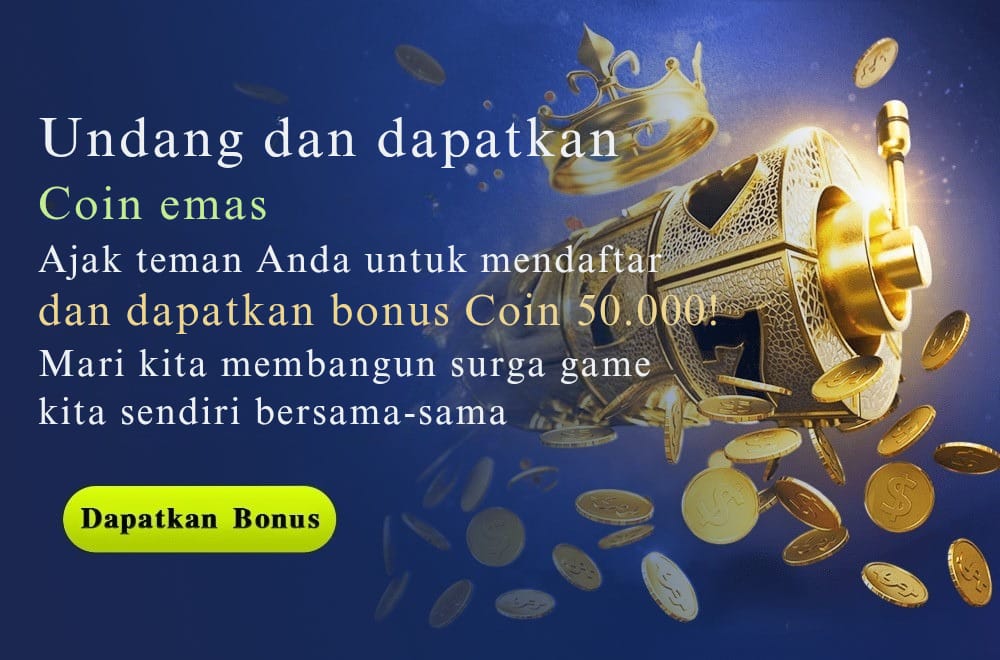 Undang dan dapatkan
Coin emas
Ajak teman Anda untuk mendaftar
dan dapatkan bonus Coin 50.000!
Mari kita membangun surga game
kita sendiri bersama-sama
Dapatkan Bonus